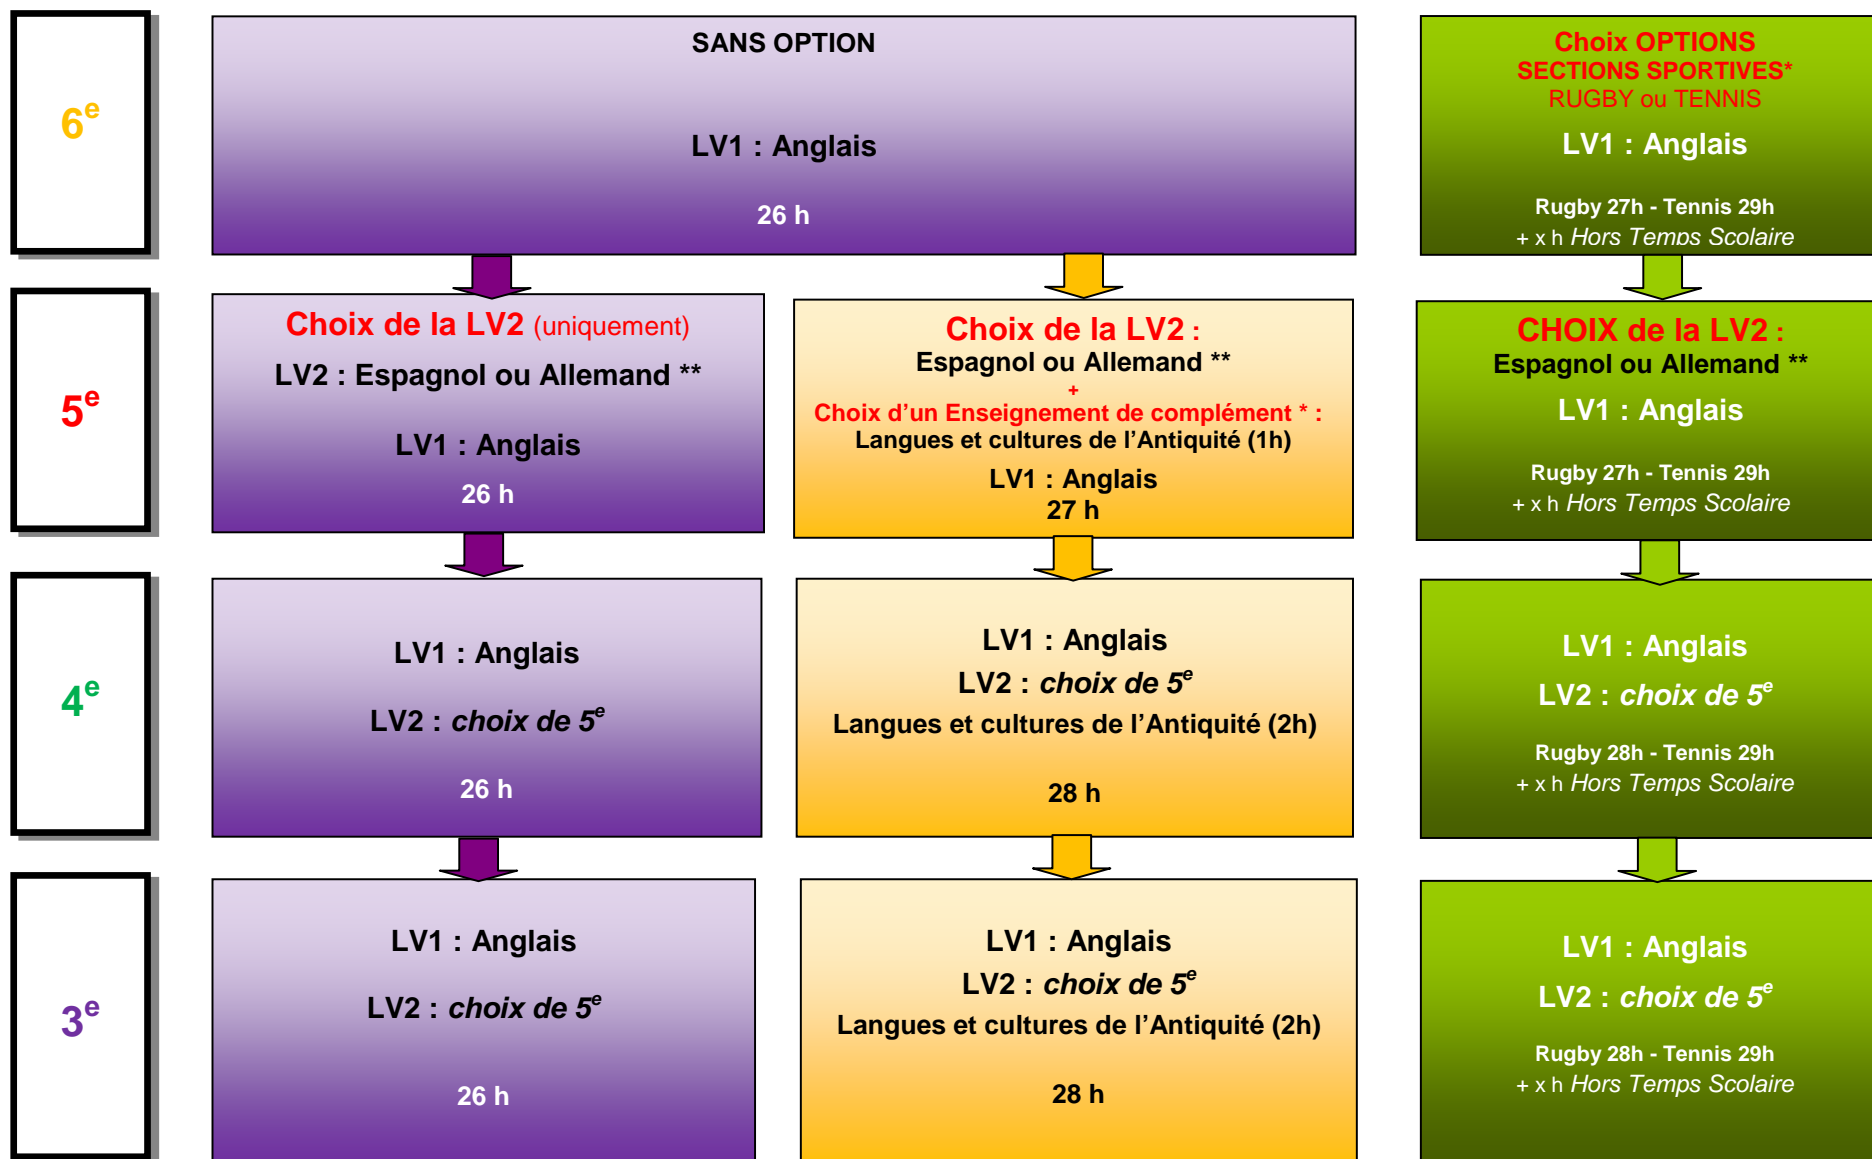 6e
SANS OPTION
LV1 : Anglais
26 h
Choix OPTIONS
SECTIONS SPORTIVES*
RUGBY ou TENNIS
LV1 : Anglais
Rugby 27h - Tennis 29h
+ x h Hors Temps Scolaire
5e
Choix de la LV2 (uniquement)
LV2 : Espagnol ou Allemand **
LV1 : Anglais
26 h
Choix de la LV2 :
Espagnol ou Allemand **
+
Choix d’un Enseignement de complément * :
Langues et cultures de l’Antiquité (1h)
LV1 : Anglais
27 h
CHOIX de la LV2 :
Espagnol ou Allemand **
LV1 : Anglais
Rugby 27h - Tennis 29h
+ x h Hors Temps Scolaire
4e
LV1 : Anglais
LV2 : choix de 5e
26 h
LV1 : Anglais
LV2 : choix de 5e
Langues et cultures de l’Antiquité (2h)
28 h
LV1 : Anglais
LV2 : choix de 5e
Rugby 28h - Tennis 29h
+ x h Hors Temps Scolaire
3e
LV1 : Anglais
LV2 : choix de 5e
26 h
LV1 : Anglais
LV2 : choix de 5e
Langues et cultures de l’Antiquité (2h)
28 h
LV1 : Anglais
LV2 : choix de 5e
Rugby 28h - Tennis 29h
+ x h Hors Temps Scolaire